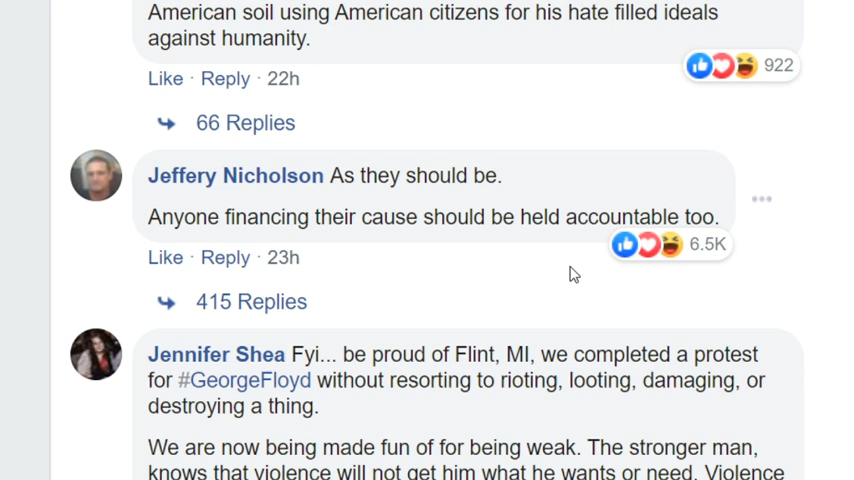 American soil using American citizens for his hate filled ideals
against humanity.
922
Like · Reply · 22h
66 Replies
Jeffery Nicholson As they should be.
Anyone financing their cause should be held accountable too.
6.5K
Like · Reply · 23h
415 Replies
Jennifer Shea Fyi... be proud of Flint, MI, we completed a protest
for #GeorgeFloyd without resorting to rioting, looting, damaging, or
destroying a thing.
We are now being made fun of for being weak. The stronger man,
knows that violence will not get him what he wants or need. Violence